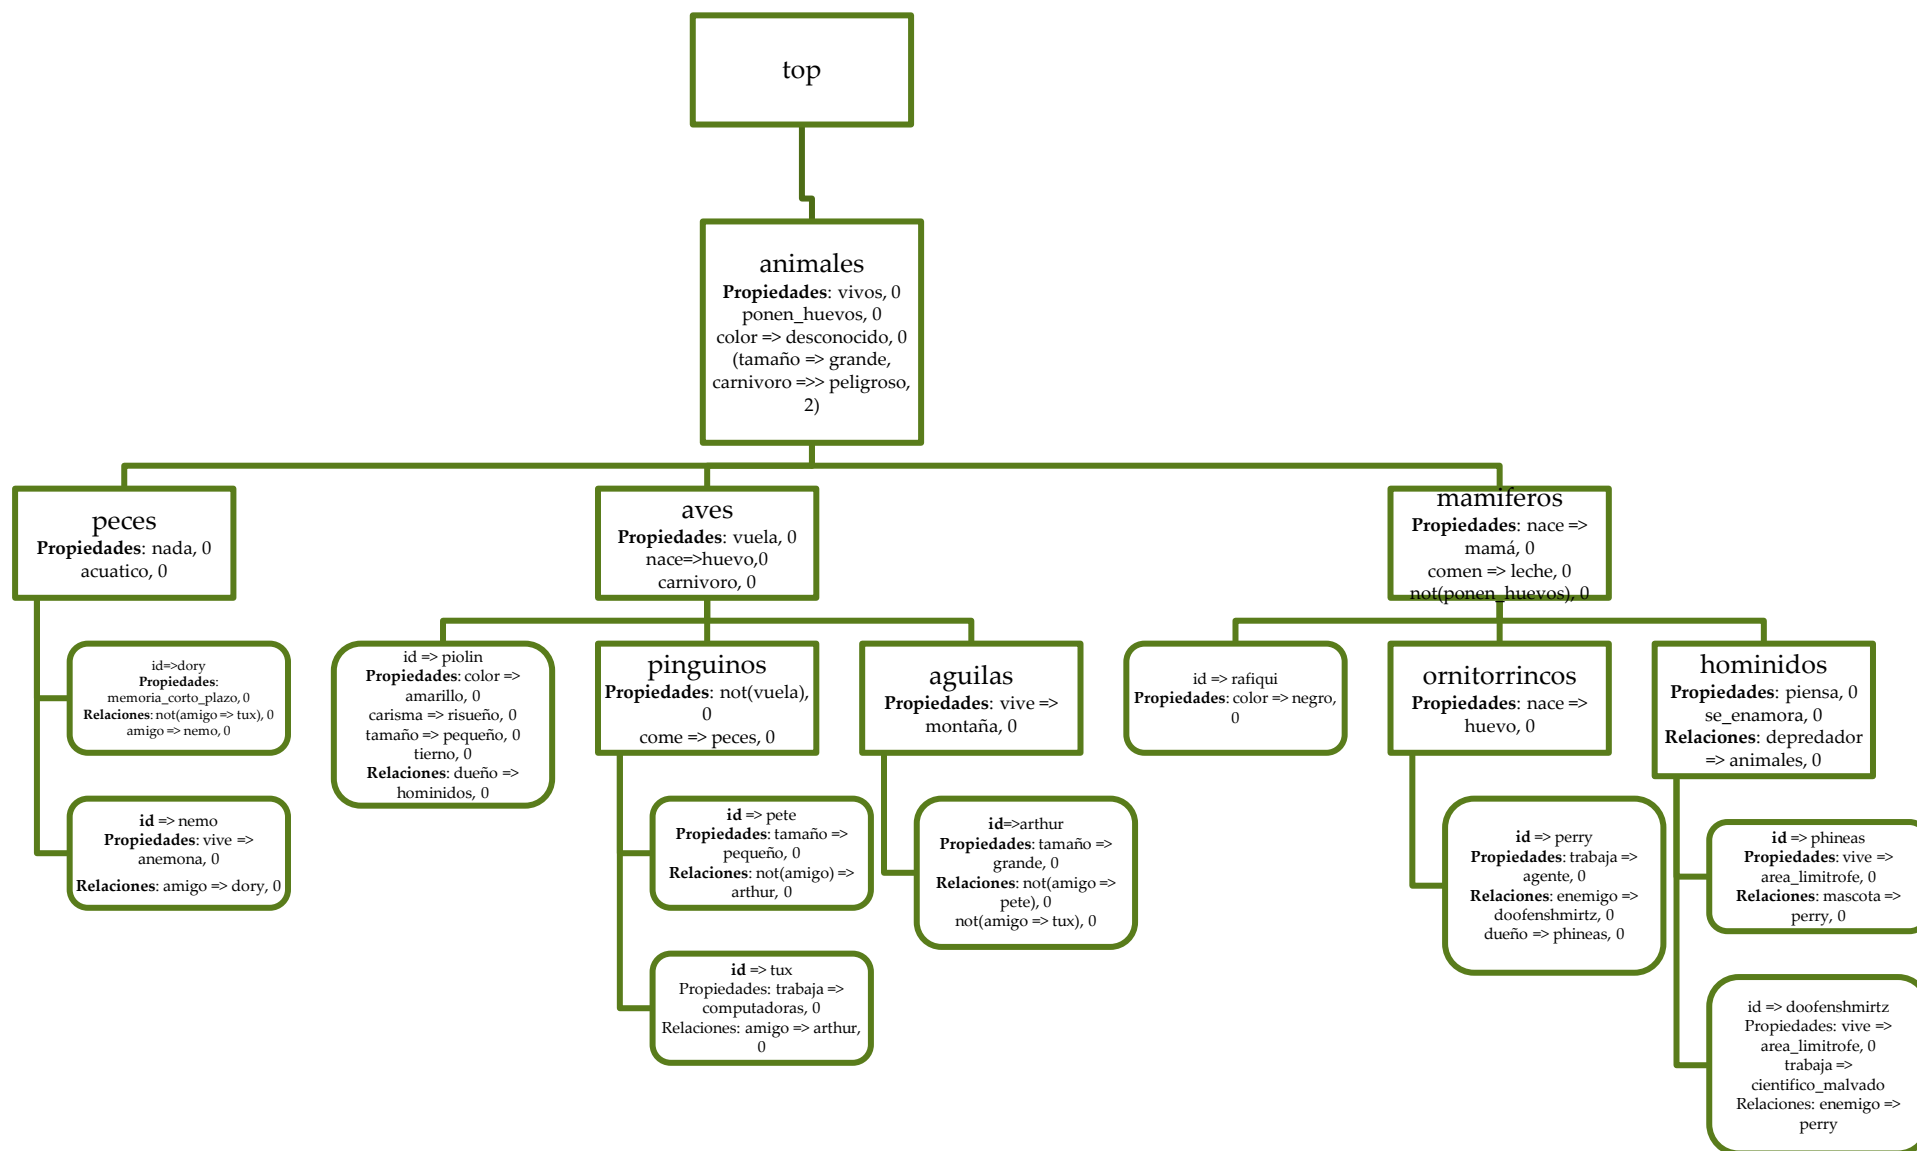 top
animales
Propiedades: vivos, 0
ponen_huevos, 0
color => desconocido, 0
(tamaño => grande,
carnivoro =>> peligroso,
2)
peces
Propiedades: nada, 0
acuatico, 0
aves
Propiedades: vuela, 0
nace=>huevo,0
carnivoro, 0
mamiferos
Propiedades: nace =>
mamá, 0
comen => leche, 0
not(ponen_huevos), 0
id=>dory
Propiedades:
memoria_corto_plazo, 0
Relaciones: not(amigo => tux), 0
amigo => nemo, 0
id => nemo
Propiedades: vive =>
anemona, 0
Relaciones: amigo => dory, 0
id => piolin
Propiedades: color =>
amarillo, 0
carisma => risueño, 0
tamaño => pequeño, 0
tierno, 0
Relaciones: dueño =>
hominidos, 0
pinguinos
Propiedades: not(vuela),
0
come => peces, 0
id => pete
Propiedades: tamaño =>
pequeño, 0
Relaciones: not(amigo) =>
arthur, 0
id => tux
Propiedades: trabaja =>
computadoras, 0
Relaciones: amigo => arthur,
0
aguilas
Propiedades: vive =>
montaña, 0
id=>arthur
Propiedades: tamaño =>
grande, 0
Relaciones: not(amigo =>
pete), 0
not(amigo => tux), 0
id => rafiqui
Propiedades: color => negro,
0
ornitorrincos
Propiedades: nace =>
huevo, 0
id => perry
Propiedades: trabaja =>
agente, 0
Relaciones: enemigo =>
doofenshmirtz, 0
dueño => phineas, 0
hominidos
Propiedades: piensa, 0
se_enamora, 0
Relaciones: depredador
=> animales, 0
id => phineas
Propiedades: vive =>
area_limitrofe, 0
Relaciones: mascota =>
perry, 0
id => doofenshmirtz
Propiedades: vive =>
area_limitrofe, 0
trabaja =>
cientifico_malvado
Relaciones: enemigo =>
perry